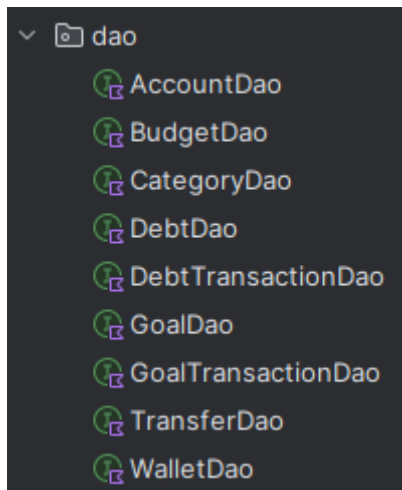 dao
AccountDao
BudgetDao
CategoryDao
DebtDao
DebtTransactionDao
GoalDao
GoalTransactionDao
TransferDao
WalletDao